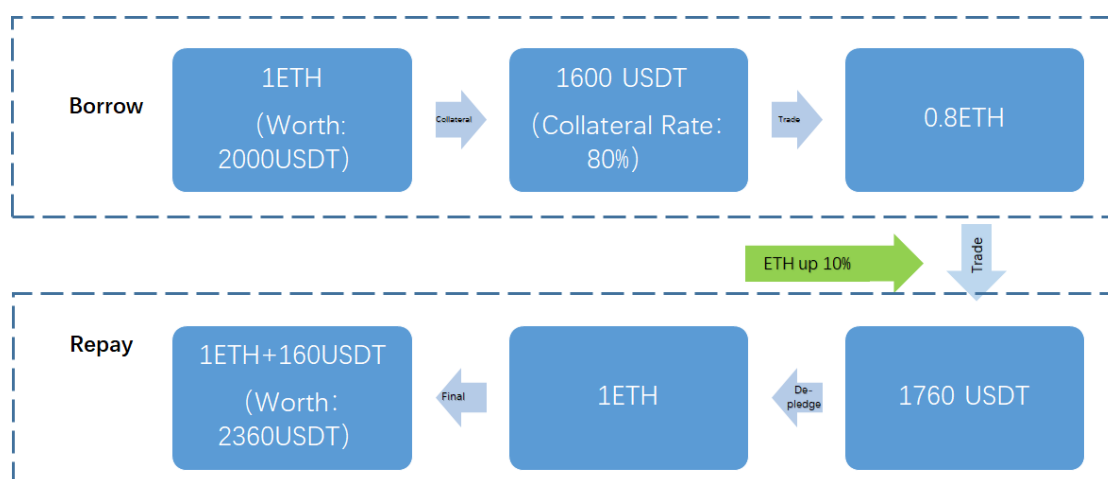 Borrow
1ETH
(Worth:
2000USDT)
Collateral
1600 USDT
(Collateral Rate:
80%)
Trade
0.8ETH
ETH up 10%
Trade
Repay
1ETH+160USDT
(Worth:
2360USDT)
Final
1ETH
De-
pledge
1760 USDT